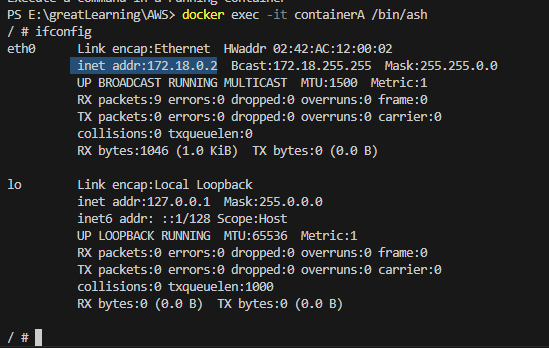 Execute a command in a running container
PS E:\greatLearning\AWS> docker exec -it containerA /bin/ash
/ # ifconfig
eth0      Link encap:Ethernet  HWaddr 02:42:AC:12:00:02
          inet addr:172.18.0.2  Bcast:172.18.255.255  Mask:255.255.0.0
          UP BROADCAST RUNNING MULTICAST  MTU:1500  Metric:1
          RX packets:9 errors:0 dropped:0 overruns:0 frame:0
          TX packets:0 errors:0 dropped:0 overruns:0 carrier:0
          collisions:0 txqueuelen:0
          RX bytes:1046 (1.0 KiB)  TX bytes:0 (0.0 B)
lo        Link encap:Local Loopback
          inet addr:127.0.0.1  Mask:255.0.0.0
          inet6 addr: ::1/128 Scope:Host
          UP LOOPBACK RUNNING  MTU:65536  Metric:1
          RX packets:0 errors:0 dropped:0 overruns:0 frame:0
          TX packets:0 errors:0 dropped:0 overruns:0 carrier:0
          collisions:0 txqueuelen:1000
          RX bytes:0 (0.0 B)  TX bytes:0 (0.0 B)
/ #